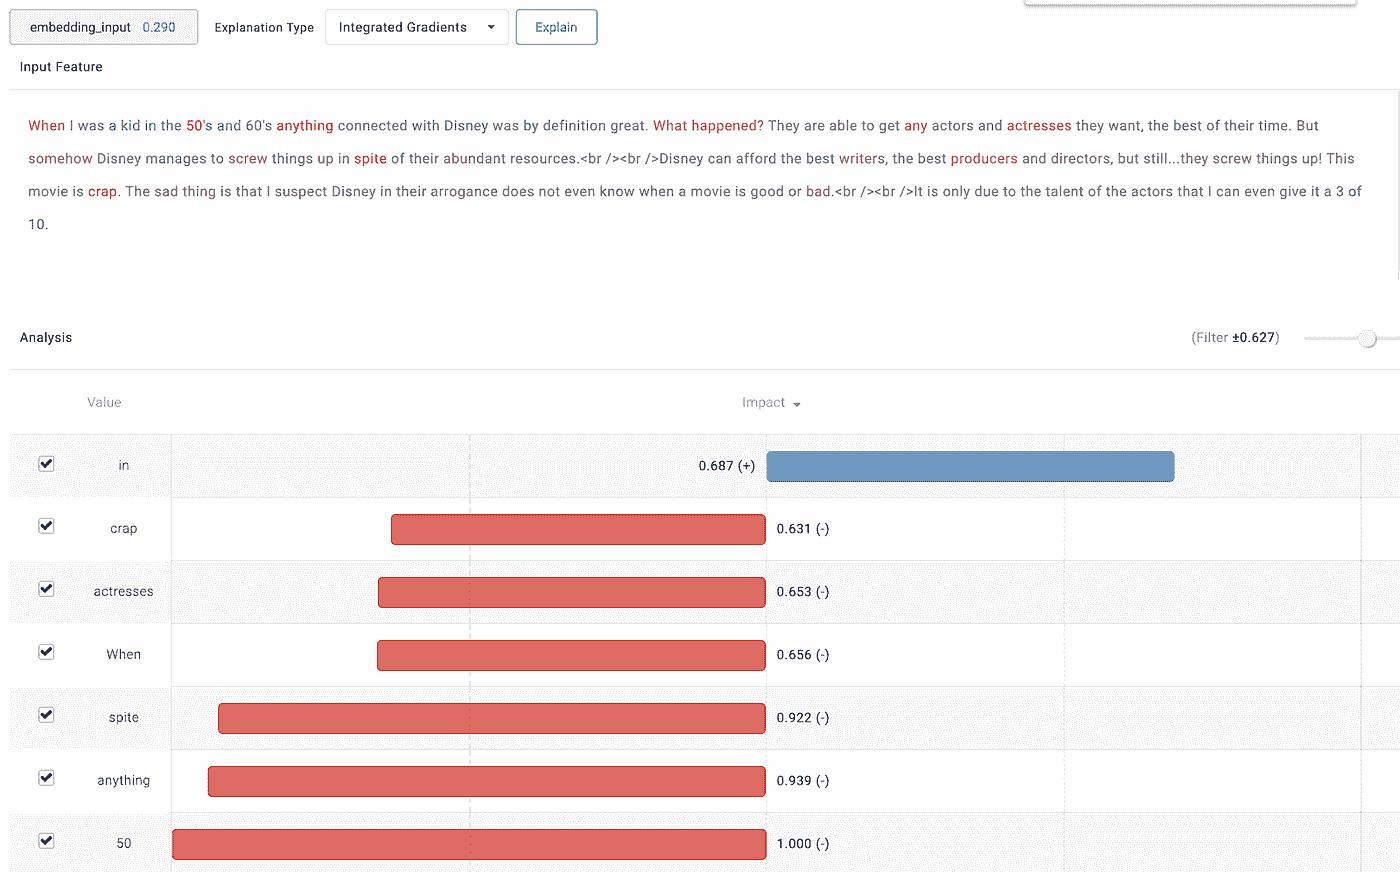 embedding_input 0.290 Explanation Type Integrated Gradients Explain
Input Feature
When I was a kid in the 50's and 60's anything connected with Disney was by definition great. What happened? They are able to get any actors and actresses they want, the best of their time. But
somehow Disney manages to screw things up in spite of their abundant resources.<br /><br />Disney can afford the best writers, the best producers and directors, but still...they screw things up! This
movie is crap. The sad thing is that I suspect Disney in their arrogance does not even know when a movie is good or bad.<br /><br />It is only due to the talent of the actors that I can even give it a 3 of
10.
Analysis (Filter ±0.627)
Value Impact
in 0.687 (+)
crap 0.631 (-)
actresses 0.653 (-)
When 0.656 (-)
spite 0.922 (-)
anything 0.939 (-)
50 1.000 (-)